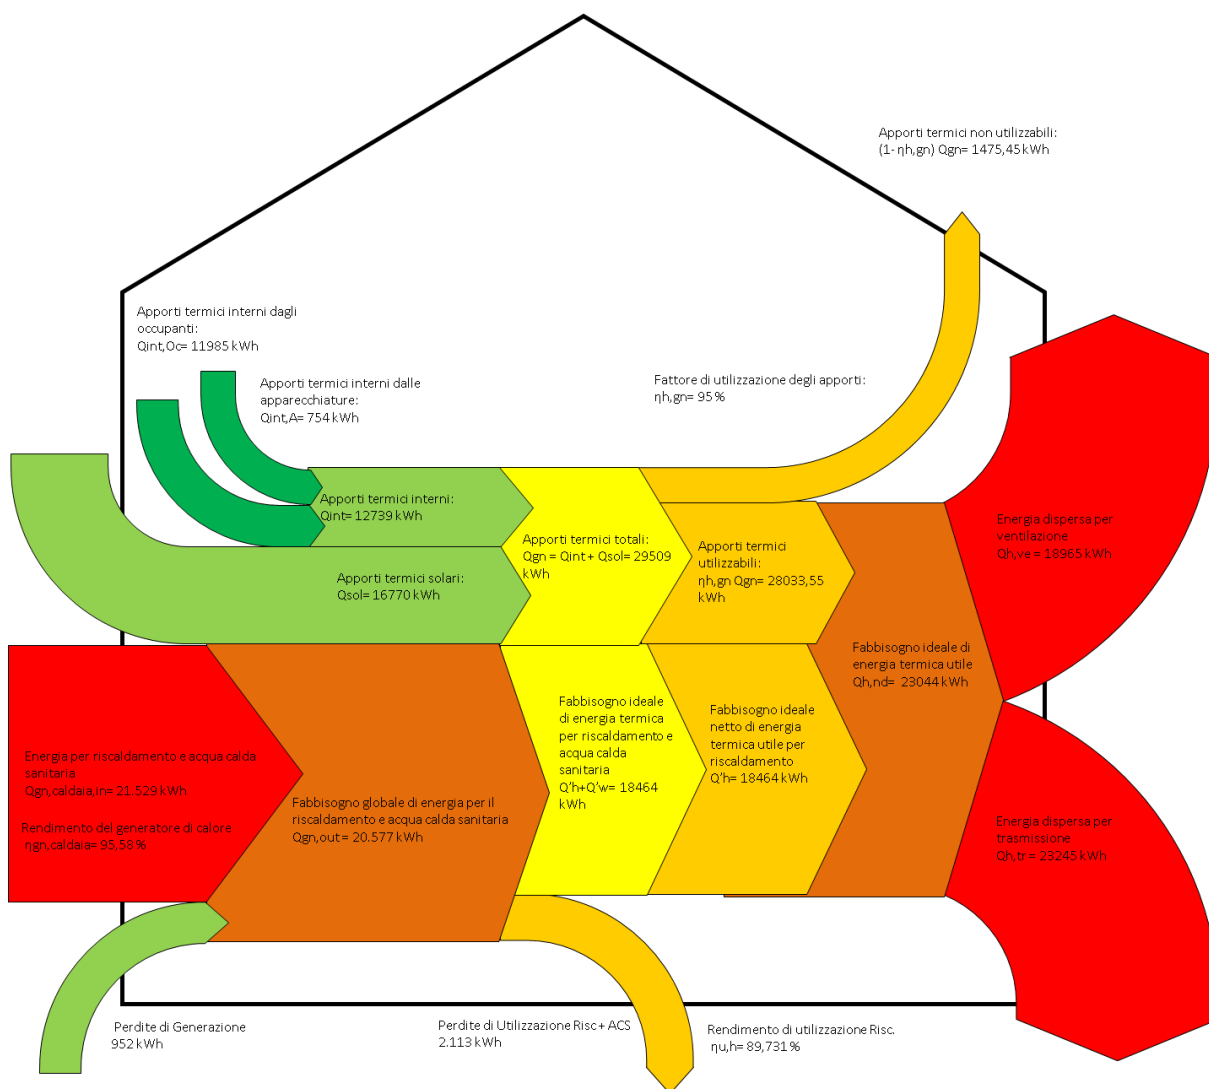 Apporti termici non utilizzabili:
(1- ηh,gn) Qgn= 1475,45 kWh
Apporti termici interni dagli
occupanti:
Qint,Oc= 11985 kWh
Apporti termici interni dalle
apparecchiature:
Qint,A= 754 kWh
Fattore di utilizzazione degli apporti:
ηh,gn= 95 %
Apporti termici interni:
Qint= 12739 kWh
Apporti termici totali:
Qgn = Qint + Qsol= 29509
kWh
Apporti termici
utilizzabili:
ηh,gn Qgn= 28033,55
kWh
Energia dispersa per
ventilazione
Qh,ve = 18965 kWh
Apporti termici solari:
Qsol= 16770 kWh
Fabbisogno ideale di
energia termica utile
Qh,nd= 23044 kWh
Fabbisogno ideale
di energia termica
per riscaldamento e
acqua calda
sanitaria
Q’h+Q’w= 18464
kWh
Fabbisogno ideale
netto di energia
termica utile per
riscaldamento
Q’h= 18464 kWh
Energia per riscaldamento e acqua calda
sanitaria
Qgn,caldaia,in= 21.529 kWh
Rendimento del generatore di calore
ηgn,caldaia= 95,58 %
Fabbisogno globale di energia per il
riscaldamento e acqua calda sanitaria
Qgn,out = 20.577 kWh
Energia dispersa per
trasmissione
Qh,tr = 23245 kWh
Perdite di Generazione
952 kWh
Perdite di Utilizzazione Risc + ACS
2.113 kWh
Rendimento di utilizzazione Risc.
ηu,h= 89,731 %